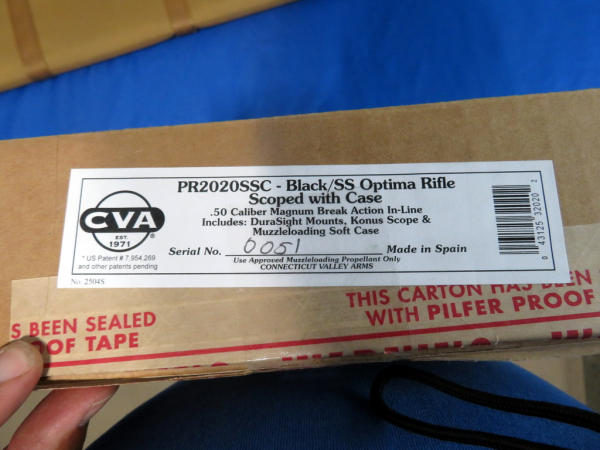 PR2020SSC - Black/SS Optima Rifle
Scoped with Case
.50 Caliber Magnum Break Action In-Line
Includes: DuraSight Mounts, Konus Scope &
Muzzleloading Soft Case
Serial No. 0051 Made in Spain
Use Approved Muzzleloading Propellant Only
CONNECTICUT VALLEY ARMS
CVA
EST.
1971
* US Patent # 7,954,269
and other patents pending
No. 2504S
0 43125 32020 2
S BEEN SEALED
OF TAPE
THIS CARTON HAS BEEN
WITH PILFER PROOF
WARNING